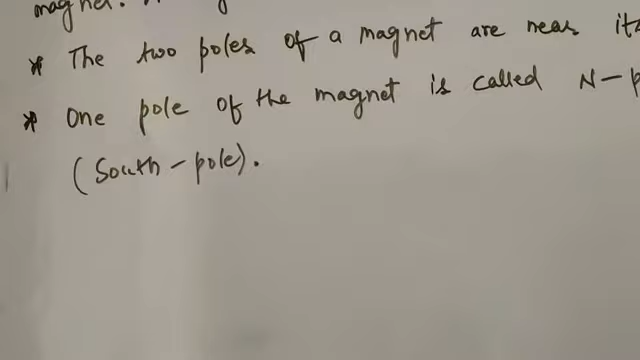 magnet.
* The two poles of a magnet are near its
* One pole of the magnet is called N-p
(South-pole).